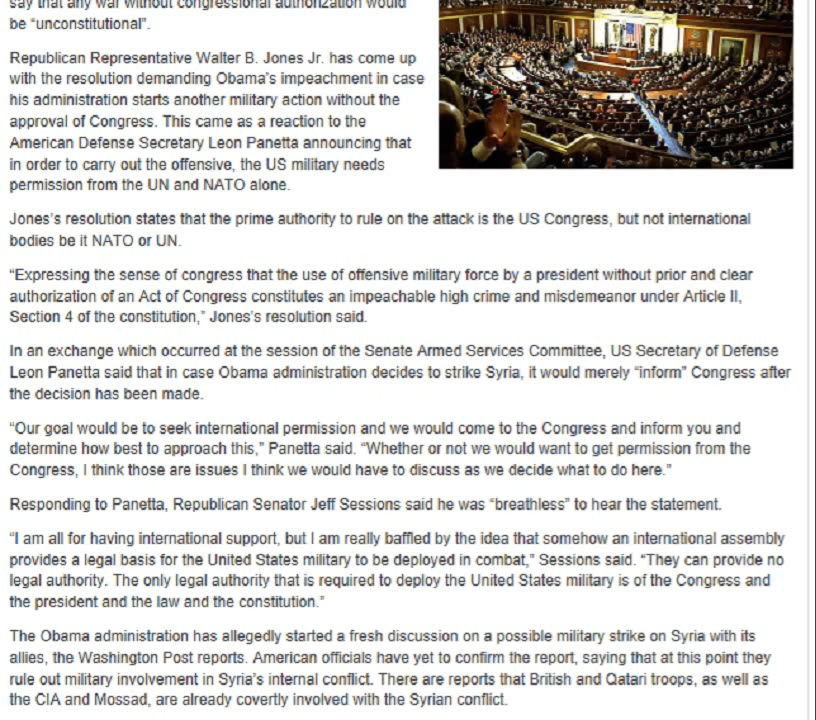 say that any war without congressional authorization would
be “unconstitutional”.
Republican Representative Walter B. Jones Jr. has come up
with the resolution demanding Obama’s impeachment in case
his administration starts another military action without the
approval of Congress. This came as a reaction to the
American Defense Secretary Leon Panetta announcing that
in order to carry out the offensive, the US military needs
permission from the UN and NATO alone.
Jones’s resolution states that the prime authority to rule on the attack is the US Congress, but not international
bodies be it NATO or UN.
“Expressing the sense of congress that the use of offensive military force by a president without prior and clear
authorization of an Act of Congress constitutes an impeachable high crime and misdemeanor under Article II,
Section 4 of the constitution,” Jones’s resolution said.
In an exchange which occurred at the session of the Senate Armed Services Committee, US Secretary of Defense
Leon Panetta said that in case Obama administration decides to strike Syria, it would merely “inform” Congress after
the decision has been made.
“Our goal would be to seek international permission and we would come to the Congress and inform you and
determine how best to approach this,” Panetta said. “Whether or not we would want to get permission from the
Congress, I think those are issues I think we would have to discuss as we decide what to do here.”
Responding to Panetta, Republican Senator Jeff Sessions said he was “breathless” to hear the statement.
“I am all for having international support, but I am really baffled by the idea that somehow an international assembly
provides a legal basis for the United States military to be deployed in combat,” Sessions said. “They can provide no
legal authority. The only legal authority that is required to deploy the United States military is of the Congress and
the president and the law and the constitution.”
The Obama administration has allegedly started a fresh discussion on a possible military strike on Syria with its
allies, the Washington Post reports. American officials have yet to confirm the report, saying that at this point they
rule out military involvement in Syria’s internal conflict. There are reports that British and Qatari troops, as well as
the CIA and Mossad, are already covertly involved with the Syrian conflict.